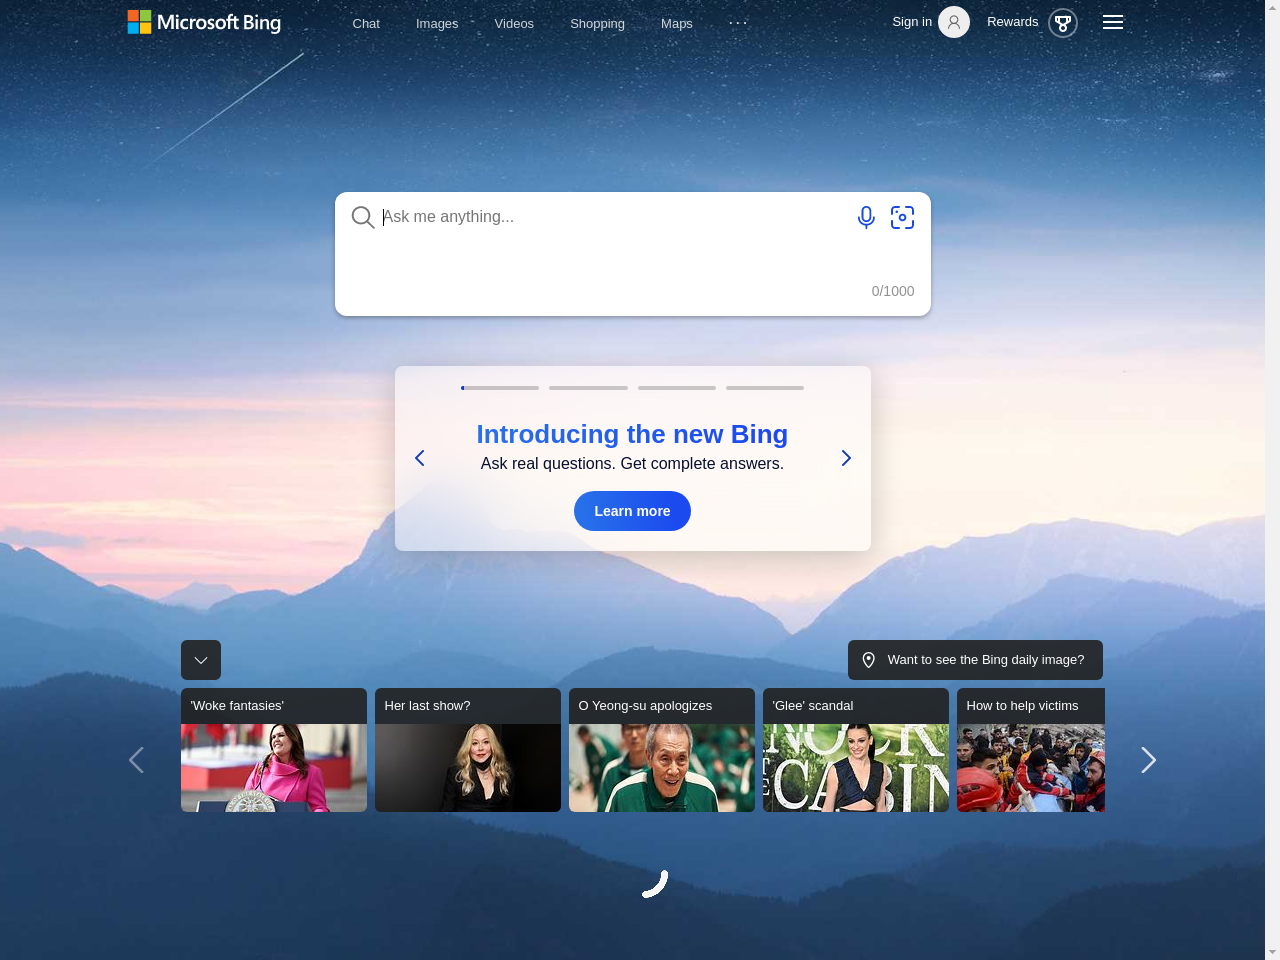 Microsoft Bing
Chat
Images
Videos
Shopping
Maps
Sign in
Rewards
Ask me anything...
0/1000
Introducing the new Bing
Ask real questions. Get complete answers.
Learn more
Want to see the Bing daily image?
'Woke fantasies'
Her last show?
O Yeong-su apologizes
'Glee' scandal
How to help victims